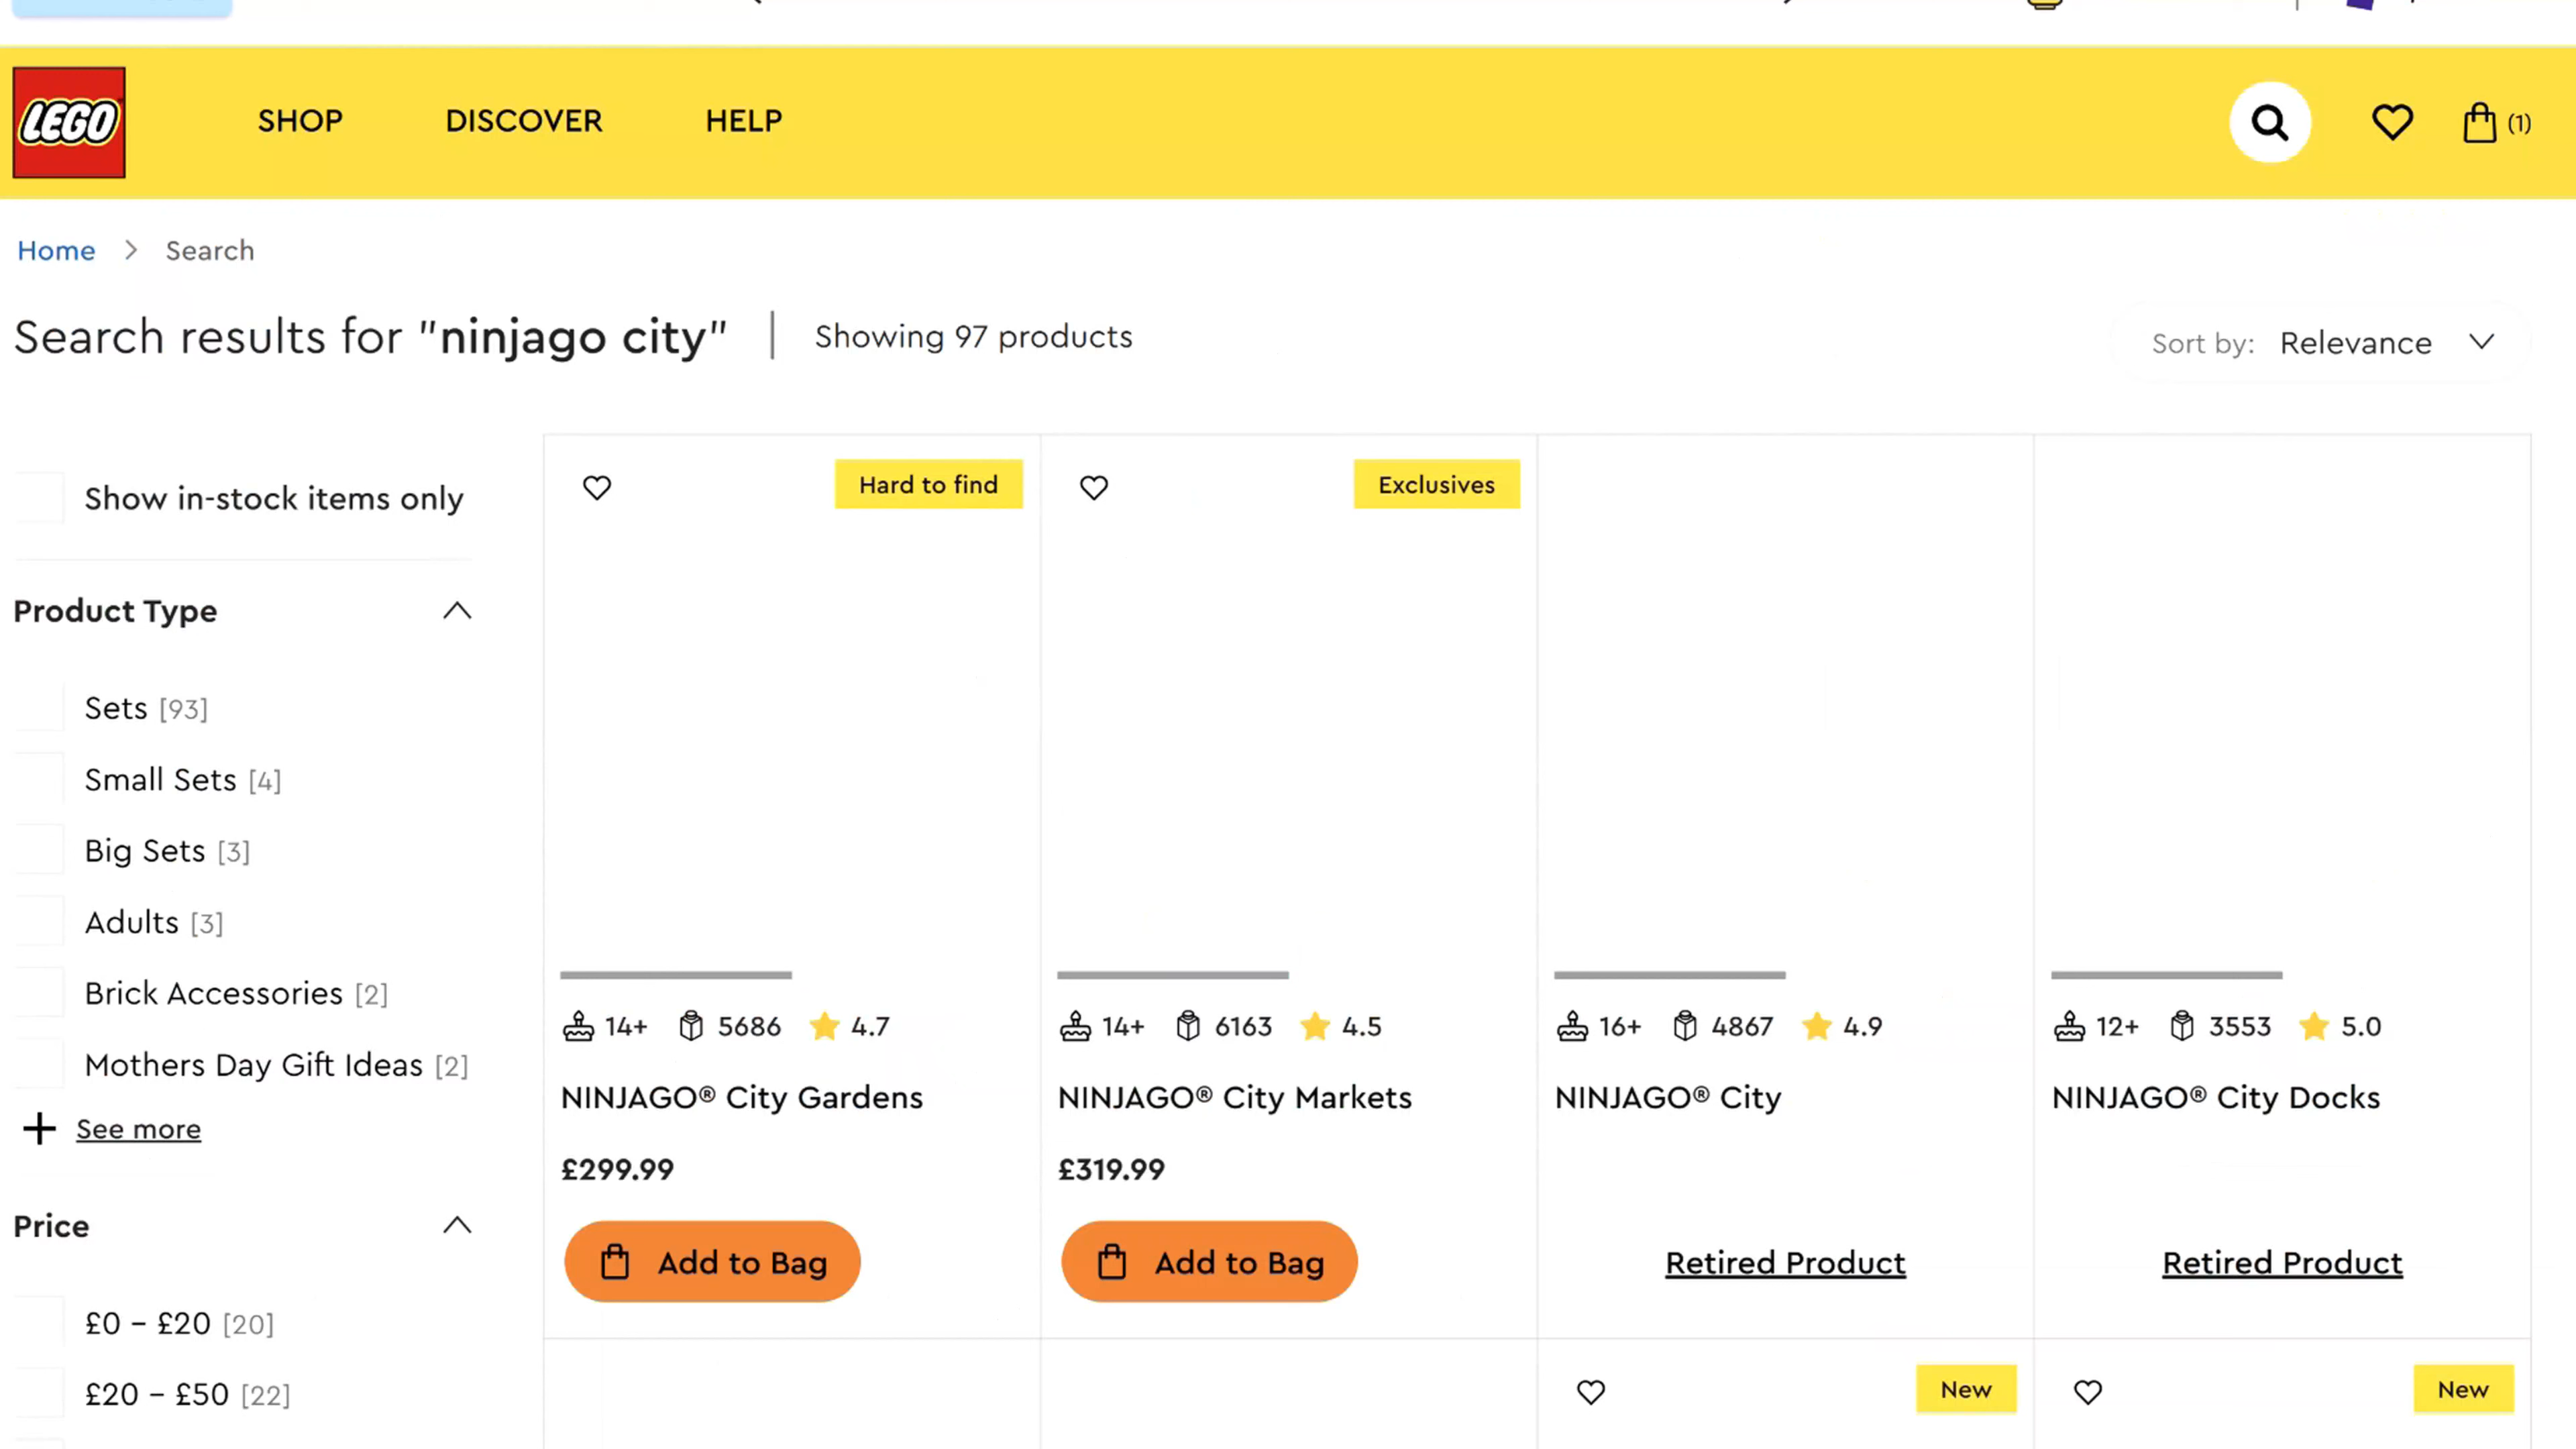 LEGO
SHOP
DISCOVER
HELP
(1)
Home
Search
Search results for "ninjago city"
Showing 97 products
Sort by: Relevance
Show in-stock items only
Product Type
Sets [93]
Small Sets [4]
Big Sets [3]
Adults [3]
Brick Accessories [2]
Mothers Day Gift Ideas [2]
See more
Price
£0 – £20 [20]
£20 – £50 [22]
Hard to find
14+ 5686 4.7
NINJAGO® City Gardens
£299.99
Add to Bag
Exclusives
14+ 6163 4.5
NINJAGO® City Markets
£319.99
Add to Bag
16+ 4867 4.9
NINJAGO® City
Retired Product
12+ 3553 5.0
NINJAGO® City Docks
Retired Product
New
New